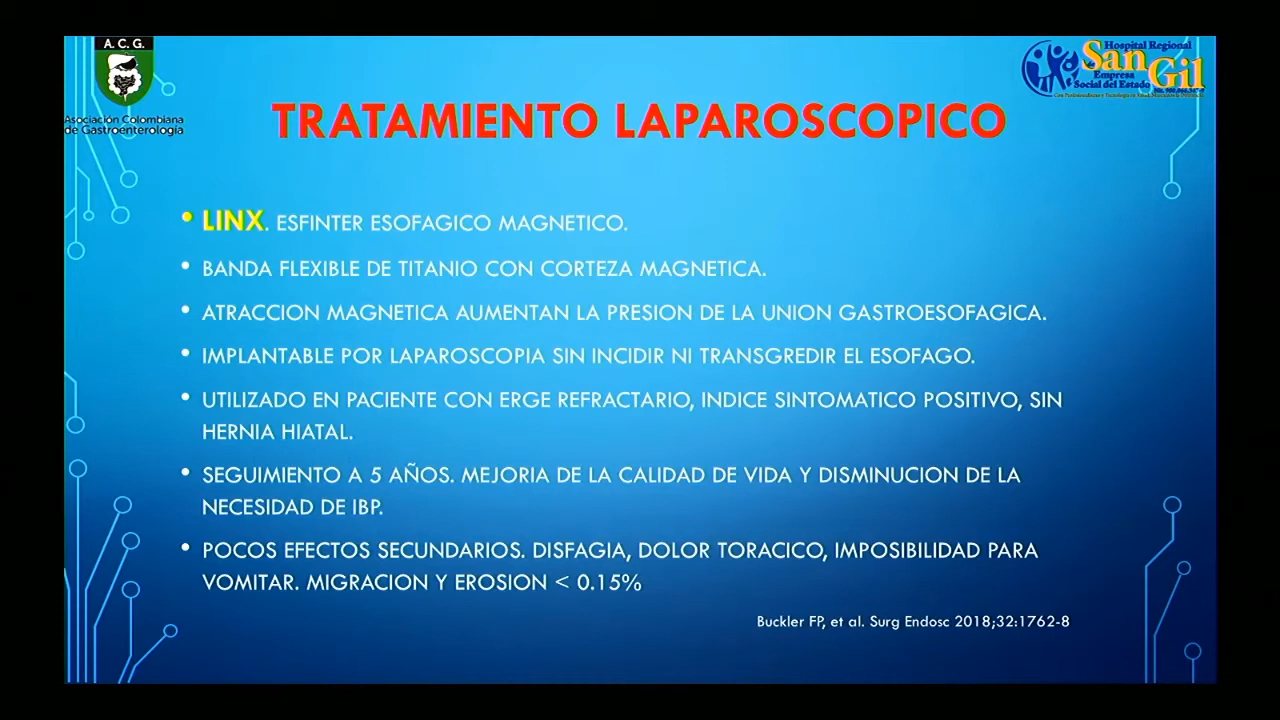 A. C. G.
Asociación Colombiana
de Gastroenterología
Hospital Regional
San Gil
Empresa
Social del Estado
TRATAMIENTO LAPAROSCOPICO
• LINX. ESFINTER ESOFAGICO MAGNETICO.
• BANDA FLEXIBLE DE TITANIO CON CORTEZA MAGNETICA.
• ATRACCION MAGNETICA AUMENTAN LA PRESION DE LA UNION GASTROESOFAGICA.
• IMPLANTABLE POR LAPAROSCOPIA SIN INCIDIR NI TRANSGREDIR EL ESOFAGO.
• UTILIZADO EN PACIENTE CON ERGE REFRACTARIO, INDICE SINTOMATICO POSITIVO, SIN
HERNIA HIATAL.
• SEGUIMIENTO A 5 AÑOS. MEJORIA DE LA CALIDAD DE VIDA Y DISMINUCION DE LA
NECESIDAD DE IBP.
• POCOS EFECTOS SECUNDARIOS. DISFAGIA, DOLOR TORACICO, IMPOSIBILIDAD PARA
VOMITAR. MIGRACION Y EROSION < 0.15%
Buckler FP, et al. Surg Endosc 2018;32:1762-8